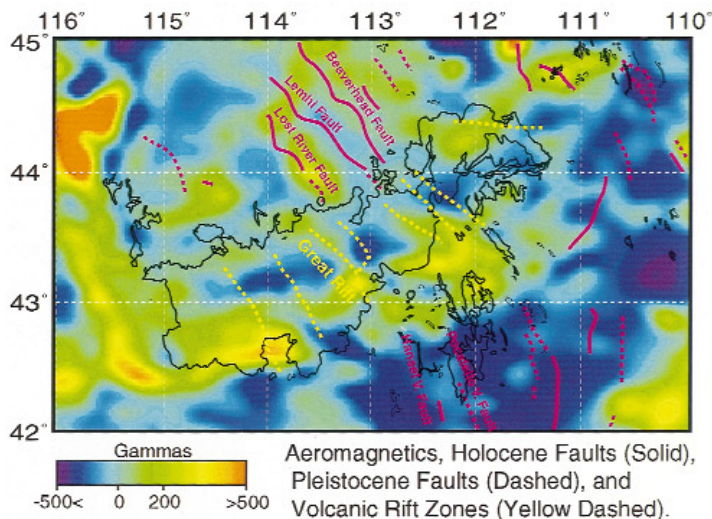 116° 115° 114° 113° 112° 111° 110°
45°
44°
43°
42°
Beaverhead Fault
Lemhi Fault
Lost River Fault
Great Rift
Fault
Fault
Gammas
-500< 0 200 >500
Aeromagnetics, Holocene Faults (Solid),
Pleistocene Faults (Dashed), and
Volcanic Rift Zones (Yellow Dashed).